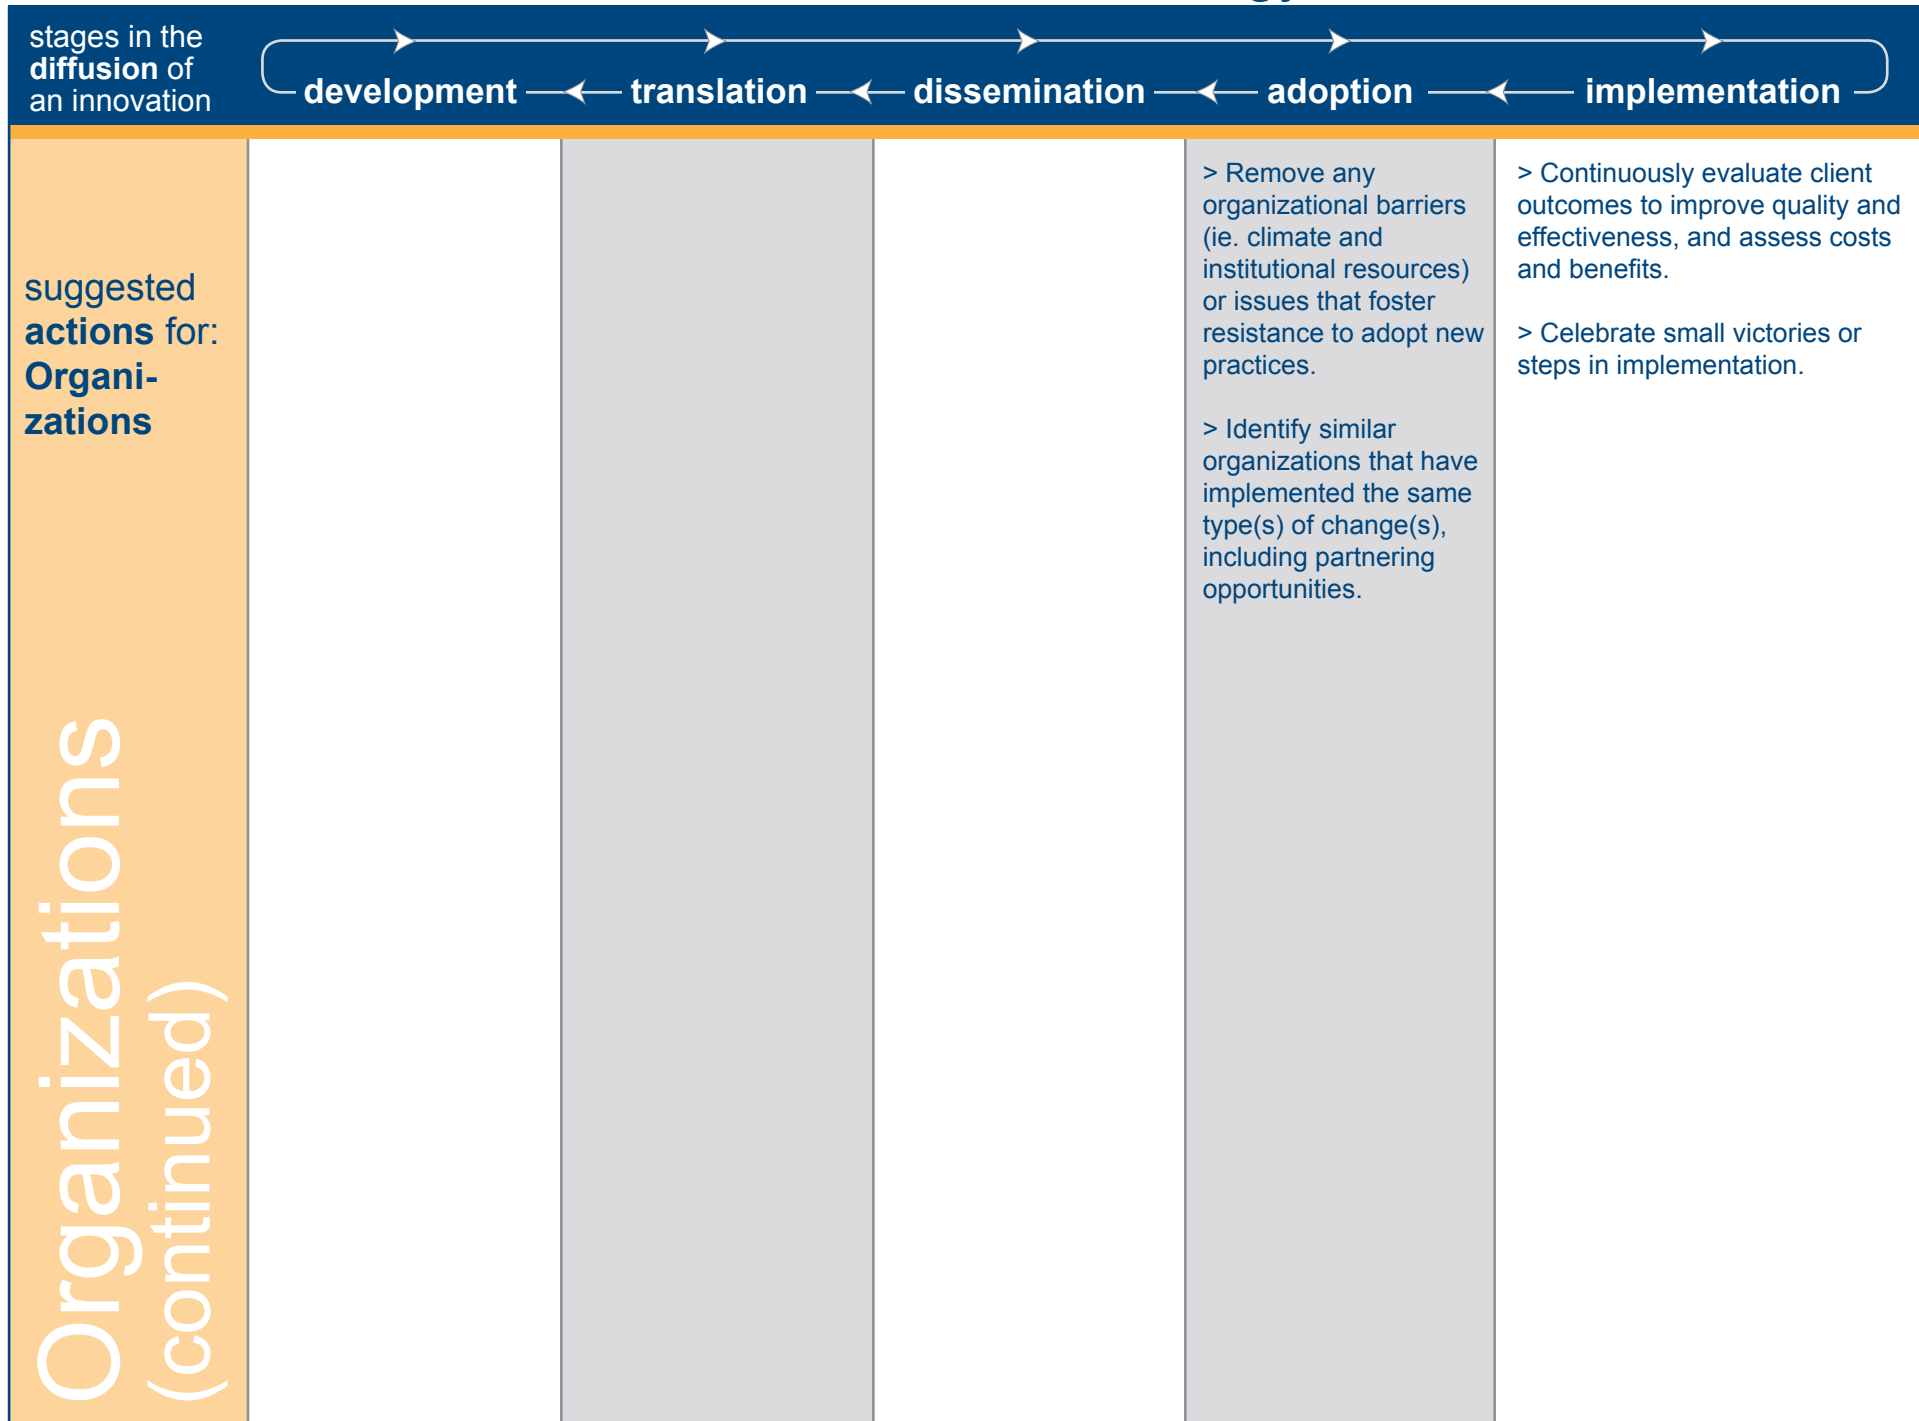 stages in the
diffusion of
an innovation
development
translation
dissemination
adoption
implementation
suggested
actions for:
Organi-
zations
Organizations
(continued)
> Remove any
organizational barriers
(ie. climate and
institutional resources)
or issues that foster
resistance to adopt new
practices.
> Identify similar
organizations that have
implemented the same
type(s) of change(s),
including partnering
opportunities.
> Continuously evaluate client
outcomes to improve quality and
effectiveness, and assess costs
and benefits.
> Celebrate small victories or
steps in implementation.